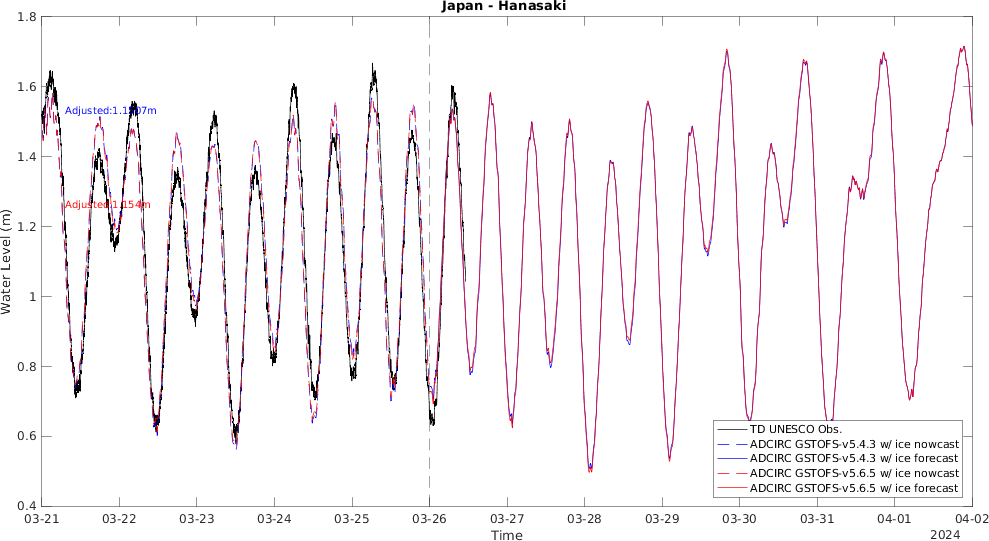 Japan - Hanasaki
1.8
1.6
1.4
1.2
1
0.8
0.6
0.4
Water Level (m)
Adjusted:1.1
07m
Adjusted:1.154m
TD UNESCO Obs.
ADCIRC GSTOFS-v5.4.3 w/ ice nowcast
ADCIRC GSTOFS-v5.4.3 w/ ice forecast
ADCIRC GSTOFS-v5.6.5 w/ ice nowcast
ADCIRC GSTOFS-v5.6.5 w/ ice forecast
03-21 03-22 03-23 03-24 03-25 03-26 03-27 03-28 03-29 03-30 03-31 04-01 04-02
Time
2024